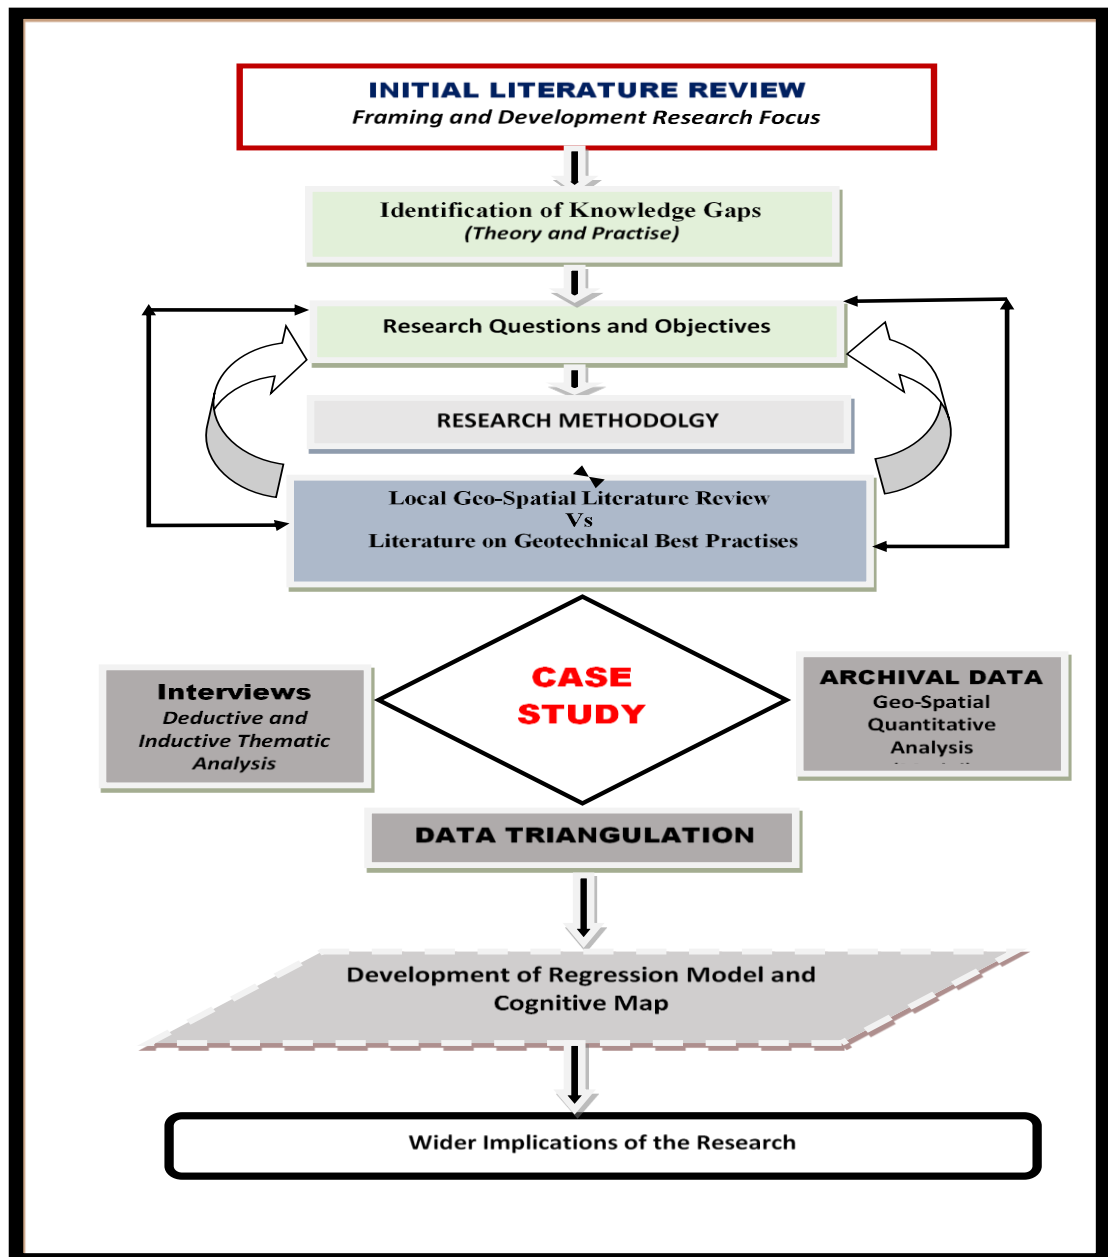 INITIAL LITERATURE REVIEW
Framing and Development Research Focus
Identification of Knowledge Gaps
(Theory and Practise)
Research Questions and Objectives
RESEARCH METHODOLGY
Local Geo-Spatial Literature Review
Vs
Literature on Geotechnical Best Practises
CASE
STUDY
Interviews
Deductive and
Inductive Thematic
Analysis
ARCHIVAL DATA
Geo-Spatial
Quantitative
Analysis
DATA TRIANGULATION
Development of Regression Model and
Cognitive Map
Wider Implications of the Research